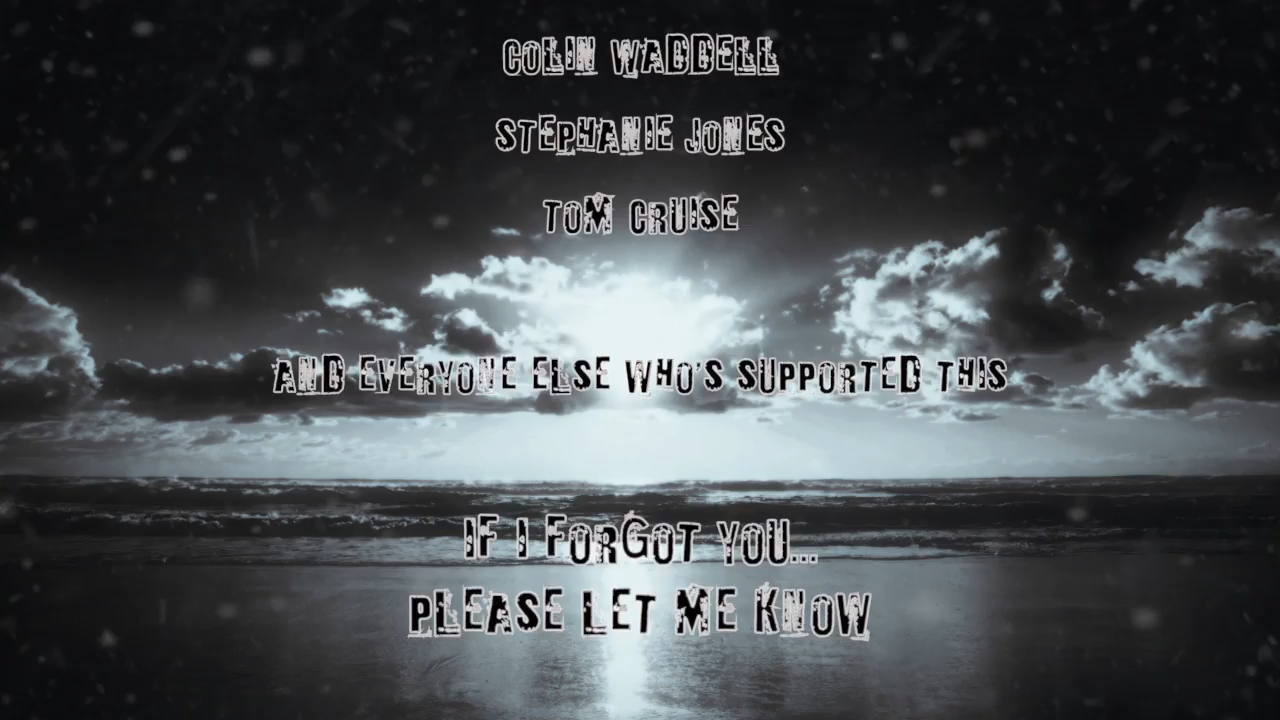 COLIN WADDELL
STEPHANIE JONES
TOM CRUISE
AND EVERYONE ELSE WHO'S SUPPORTED THIS
IF I FORGOT YOU...
PLEASE LET ME KNOW